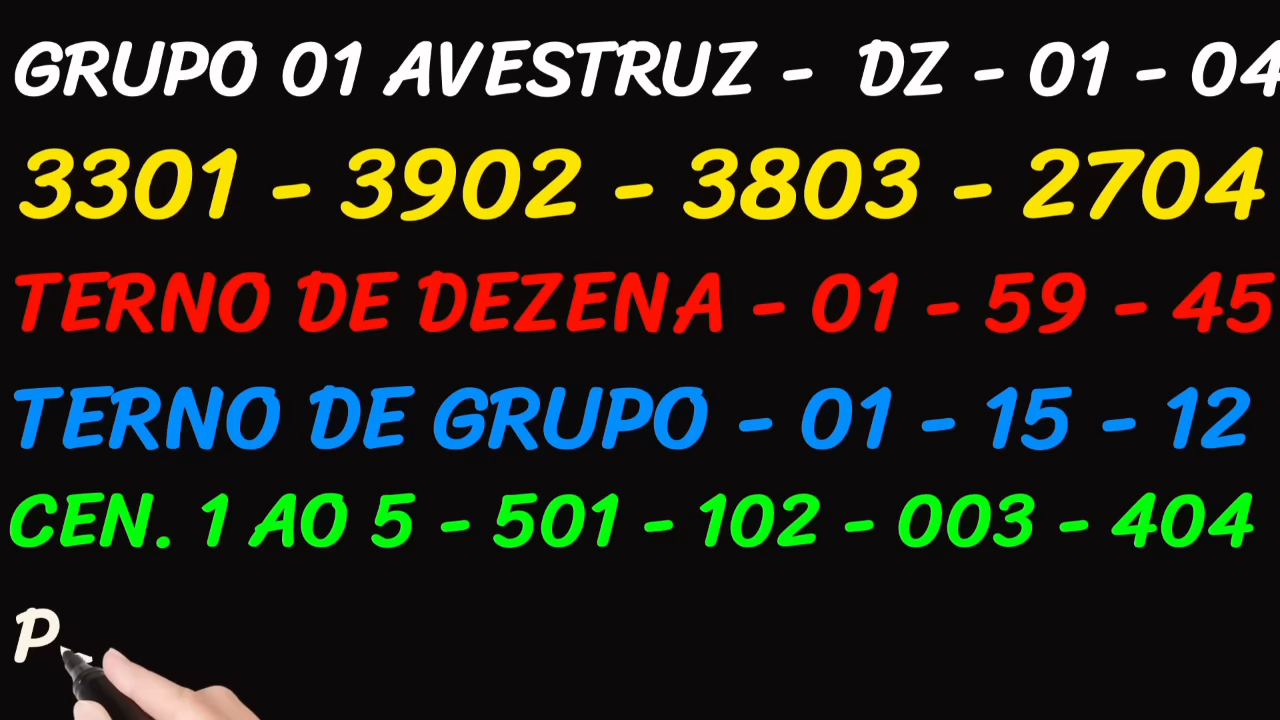 GRUPO 01 AVESTRUZ - DZ - 01 - 04
3301 - 3902 - 3803 - 2704
TERNO DE DEZENA - 01 - 59 - 45
TERNO DE GRUPO - 01 - 15 - 12
CEN. 1 AO 5 - 501 - 102 - 003 - 404
P